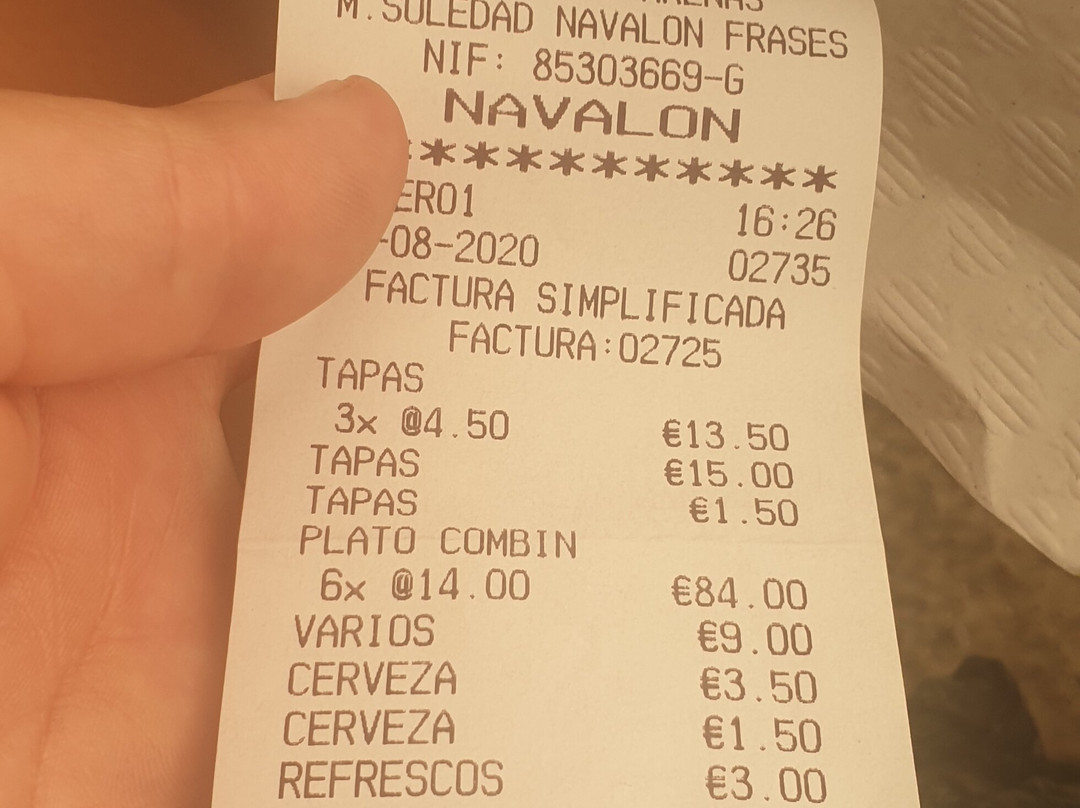 M.SOLEDAD NAVALON FRASES
NIF: 85303669-G
NAVALON
***********
ERO1 16:26
-08-2020 02735
FACTURA SIMPLIFICADA
FACTURA:02725
TAPAS
3x @4.50 €13.50
TAPAS €15.00
TAPAS €1.50
PLATO COMBIN
6x @14.00 €84.00
VARIOS €9.00
CERVEZA €3.50
CERVEZA €1.50
REFRESCOS €3.00